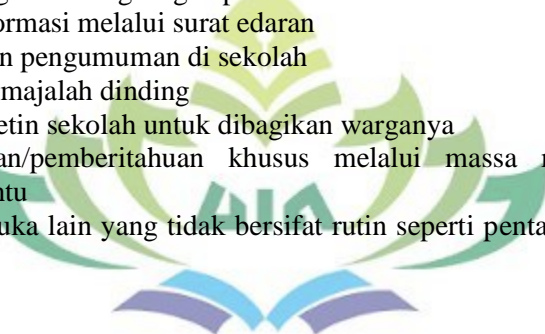 ormasi melalui surat edaran
n pengumuman di sekolah
majalah dinding
etin sekolah untuk dibagikan warganya
an/pemberitahuan khusus melalui massa
ntu
uka lain yang tidak bersifat rutin seperti penta